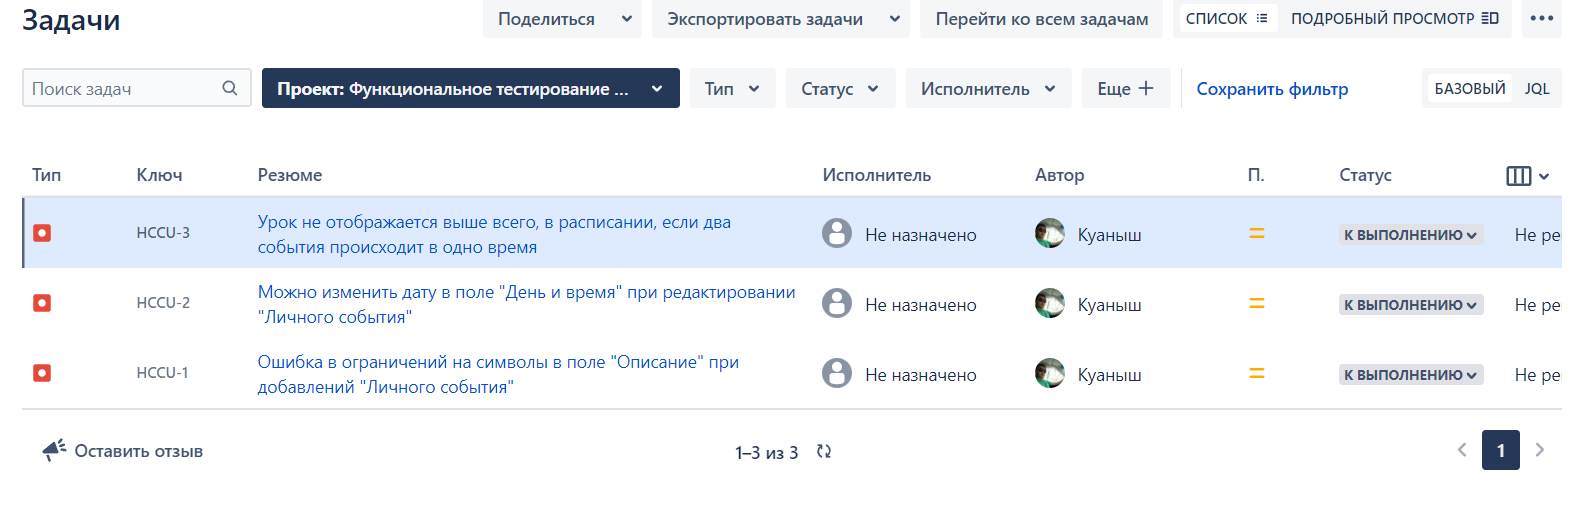 Задачи
Поделиться
Экспортировать задачи
Перейти ко всем задачам
СПИСОК
ПОДРОБНЫЙ ПРОСМОТР
Поиск задач
Проект: Функциональное тестирование ...
Тип
Статус
Исполнитель
Еще
Сохранить фильтр
БАЗОВЫЙ
JQL
Тип Ключ Резюме Исполнитель Автор П. Статус
Урок не отображается выше всего, в расписании, если два
HCCU-3 Не назначено Куаныш К ВЫПОЛНЕНИЮ Не ре
события происходит в одно время
Можно изменить дату в поле "День и время" при редактировании
HCCU-2 Не назначено Куаныш К ВЫПОЛНЕНИЮ Не ре
"Личного события"
Ошибка в ограничений на символы в поле "Описание" при
HCCU-1 Не назначено Куаныш К ВЫПОЛНЕНИЮ Не ре
добавлений "Личного события"
Оставить отзыв
1–3 из 3
1